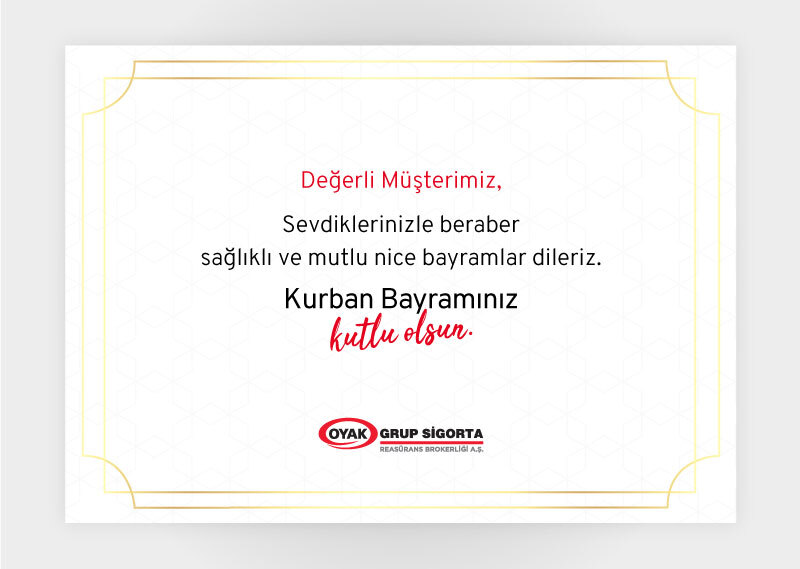 Değerli Müşterimiz,
Sevdiklerinizle beraber
sağlıklı ve mutlu nice bayramlar dileriz.
Kurban Bayramınız
kutlu olsun.
OYAK GRUP SİGORTA
REASÜRANS BROKERLİĞİ A.Ş.